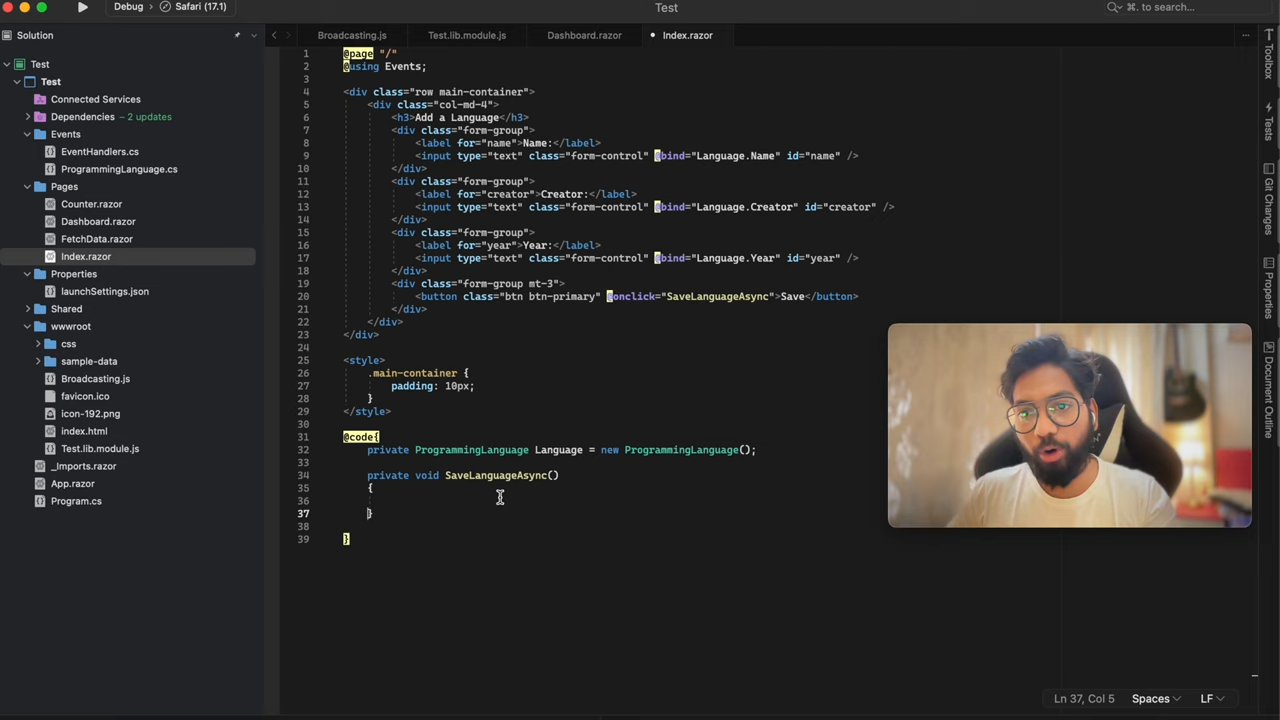 Debug > Safari (17.1)
Test
⌘. to search...
Solution
Broadcasting.js
Test.lib.module.js
Dashboard.razor
Index.razor
Test
Test
Connected Services
Dependencies – 2 updates
Events
EventHandlers.cs
ProgrammingLanguage.cs
Pages
Counter.razor
Dashboard.razor
FetchData.razor
Index.razor
Properties
launchSettings.json
Shared
wwwroot
css
sample-data
Broadcasting.js
favicon.ico
icon-192.png
index.html
Test.lib.module.js
_Imports.razor
App.razor
Program.cs
1 @page "/"
2 @using Events;
3
4 <div class="row main-container">
5 <div class="col-md-4">
6 <h3>Add a Language</h3>
7 <div class="form-group">
8 <label for="name">Name:</label>
9 <input type="text" class="form-control" @bind="Language.Name" id="name" />
10 </div>
11 <div class="form-group">
12 <label for="creator">Creator:</label>
13 <input type="text" class="form-control" @bind="Language.Creator" id="creator" />
14 </div>
15 <div class="form-group">
16 <label for="year">Year:</label>
17 <input type="text" class="form-control" @bind="Language.Year" id="year" />
18 </div>
19 <div class="form-group mt-3">
20 <button class="btn btn-primary" @onclick="SaveLanguageAsync">Save</button>
21 </div>
22 </div>
23 </div>
24
25 <style>
26 .main-container {
27 padding: 10px;
28 }
29 </style>
30
31 @code{
32 private ProgrammingLanguage Language = new ProgrammingLanguage();
33
34 private void SaveLanguageAsync()
35 {
36
37 }
38
39 }
Toolbox
Tests
Git Changes
Properties
Document Outline
Ln 37, Col 5
Spaces
LF